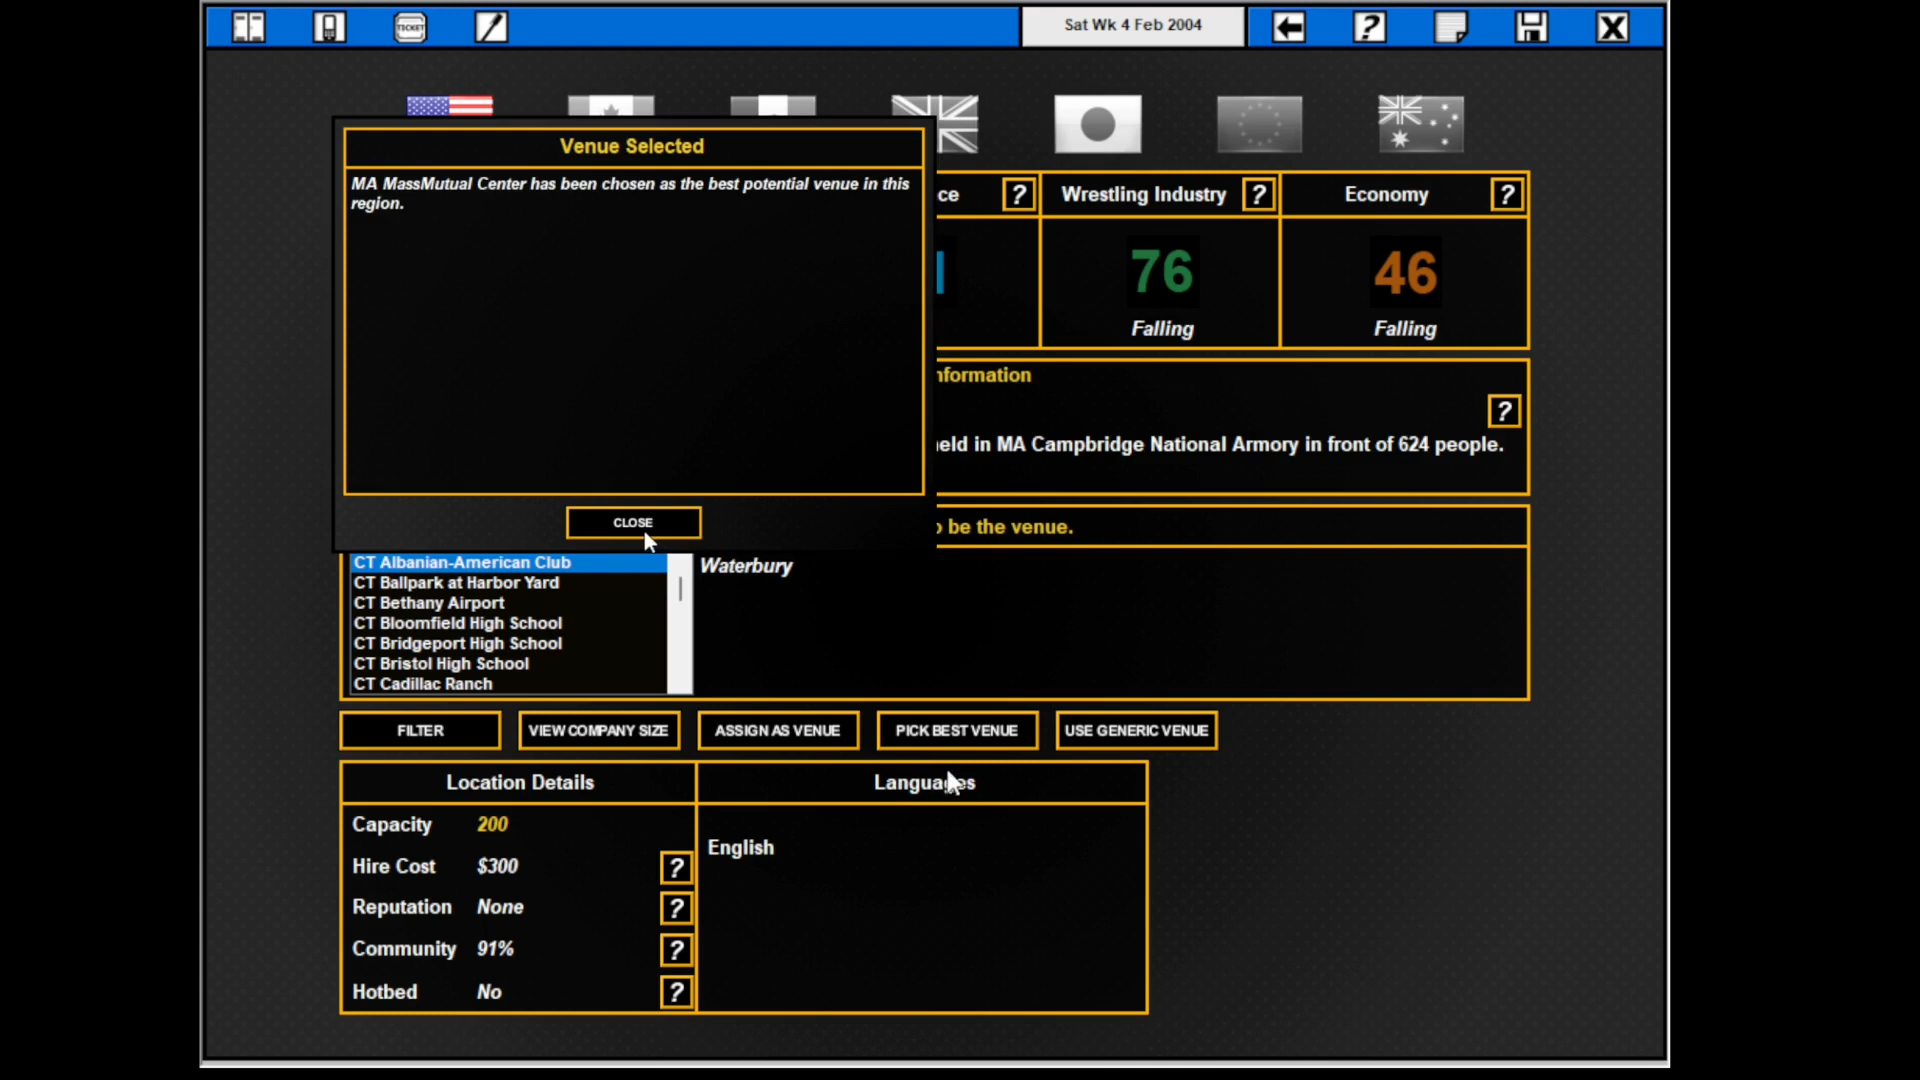 TICKET
Sat Wk 4 Feb 2004
?
Venue Selected
MA MassMutual Center has been chosen as the best potential venue in this
region.
CLOSE
ce
?
Wrestling Industry
?
Economy
?
76
46
Falling
Falling
nformation
?
eld in MA Campbridge National Armory in front of 624 people.
o be the venue.
CT Albanian-American Club
CT Ballpark at Harbor Yard
CT Bethany Airport
CT Bloomfield High School
CT Bridgeport High School
CT Bristol High School
CT Cadillac Ranch
Waterbury
FILTER
VIEW COMPANY SIZE
ASSIGN AS VENUE
PICK BEST VENUE
USE GENERIC VENUE
Location Details
Languages
Capacity 200
Hire Cost $300 ?
Reputation None ?
Community 91% ?
Hotbed No ?
English